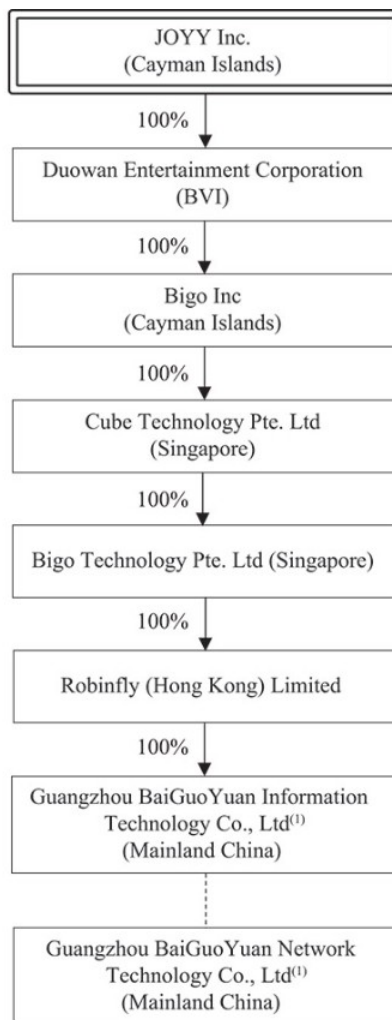 JOYY Inc.
(Cayman Islands)
100%
Duowan Entertainment Corporation
(BVI)
100%
Bigo Inc
(Cayman Islands)
100%
Cube Technology Pte. Ltd
(Singapore)
100%
Bigo Technology Pte. Ltd (Singapore)
100%
Robinfly (Hong Kong) Limited
100%
Guangzhou BaiGuoYuan Information
Technology Co., Ltd(1)
(Mainland China)
Guangzhou BaiGuoYuan Network
Technology Co., Ltd(1)
(Mainland China)